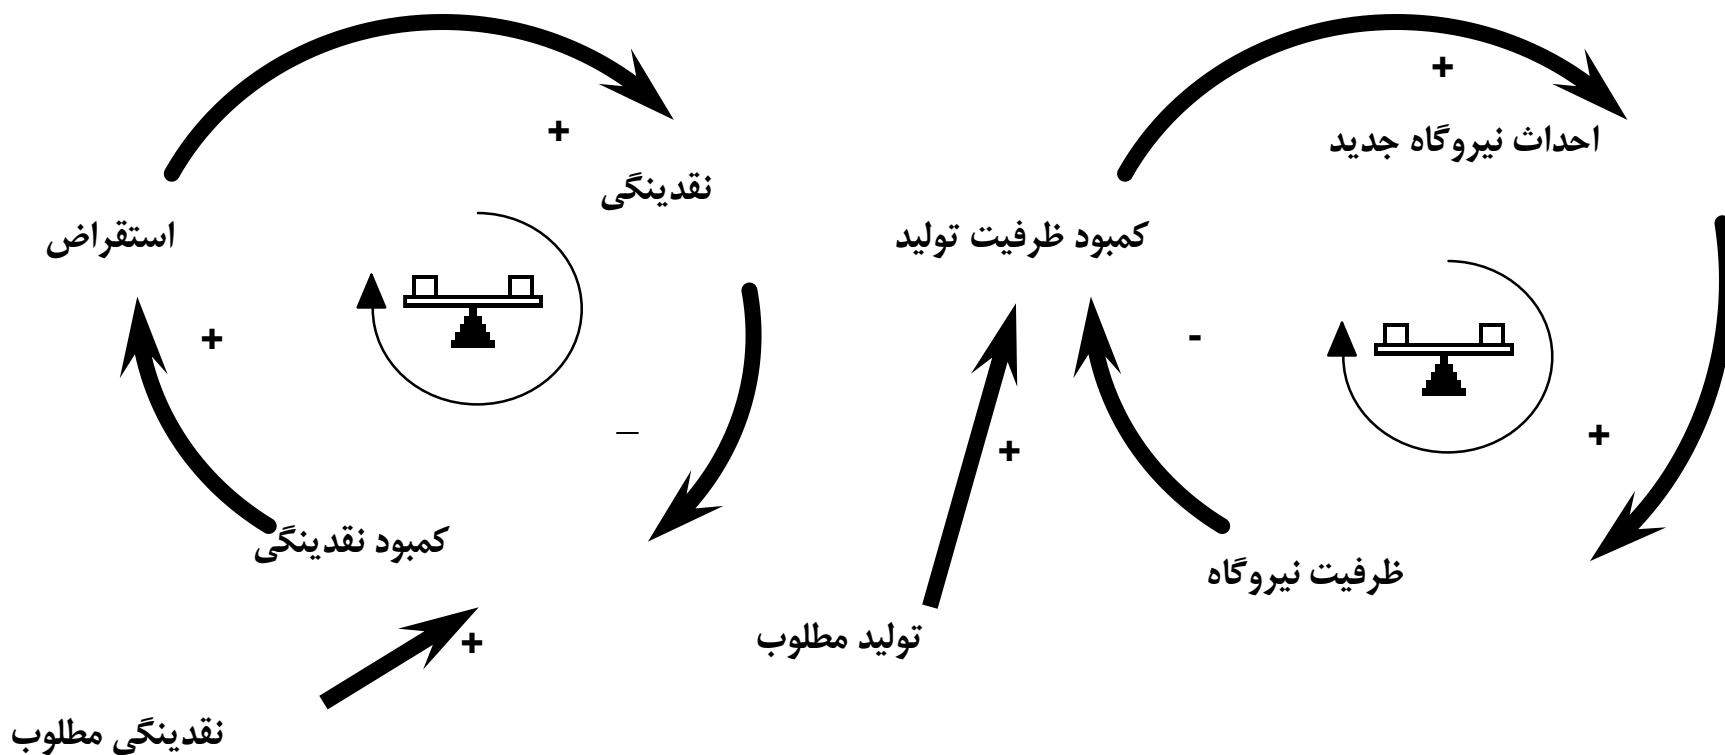 +
+
احداث نیروگاه جدید
نقدینگی
کمبود ظرفیت تولید
استقراض
-
+
+
+
–
کمبود نقدینگی
ظرفیت نیروگاه
تولید مطلوب
+
نقدینگی مطلوب